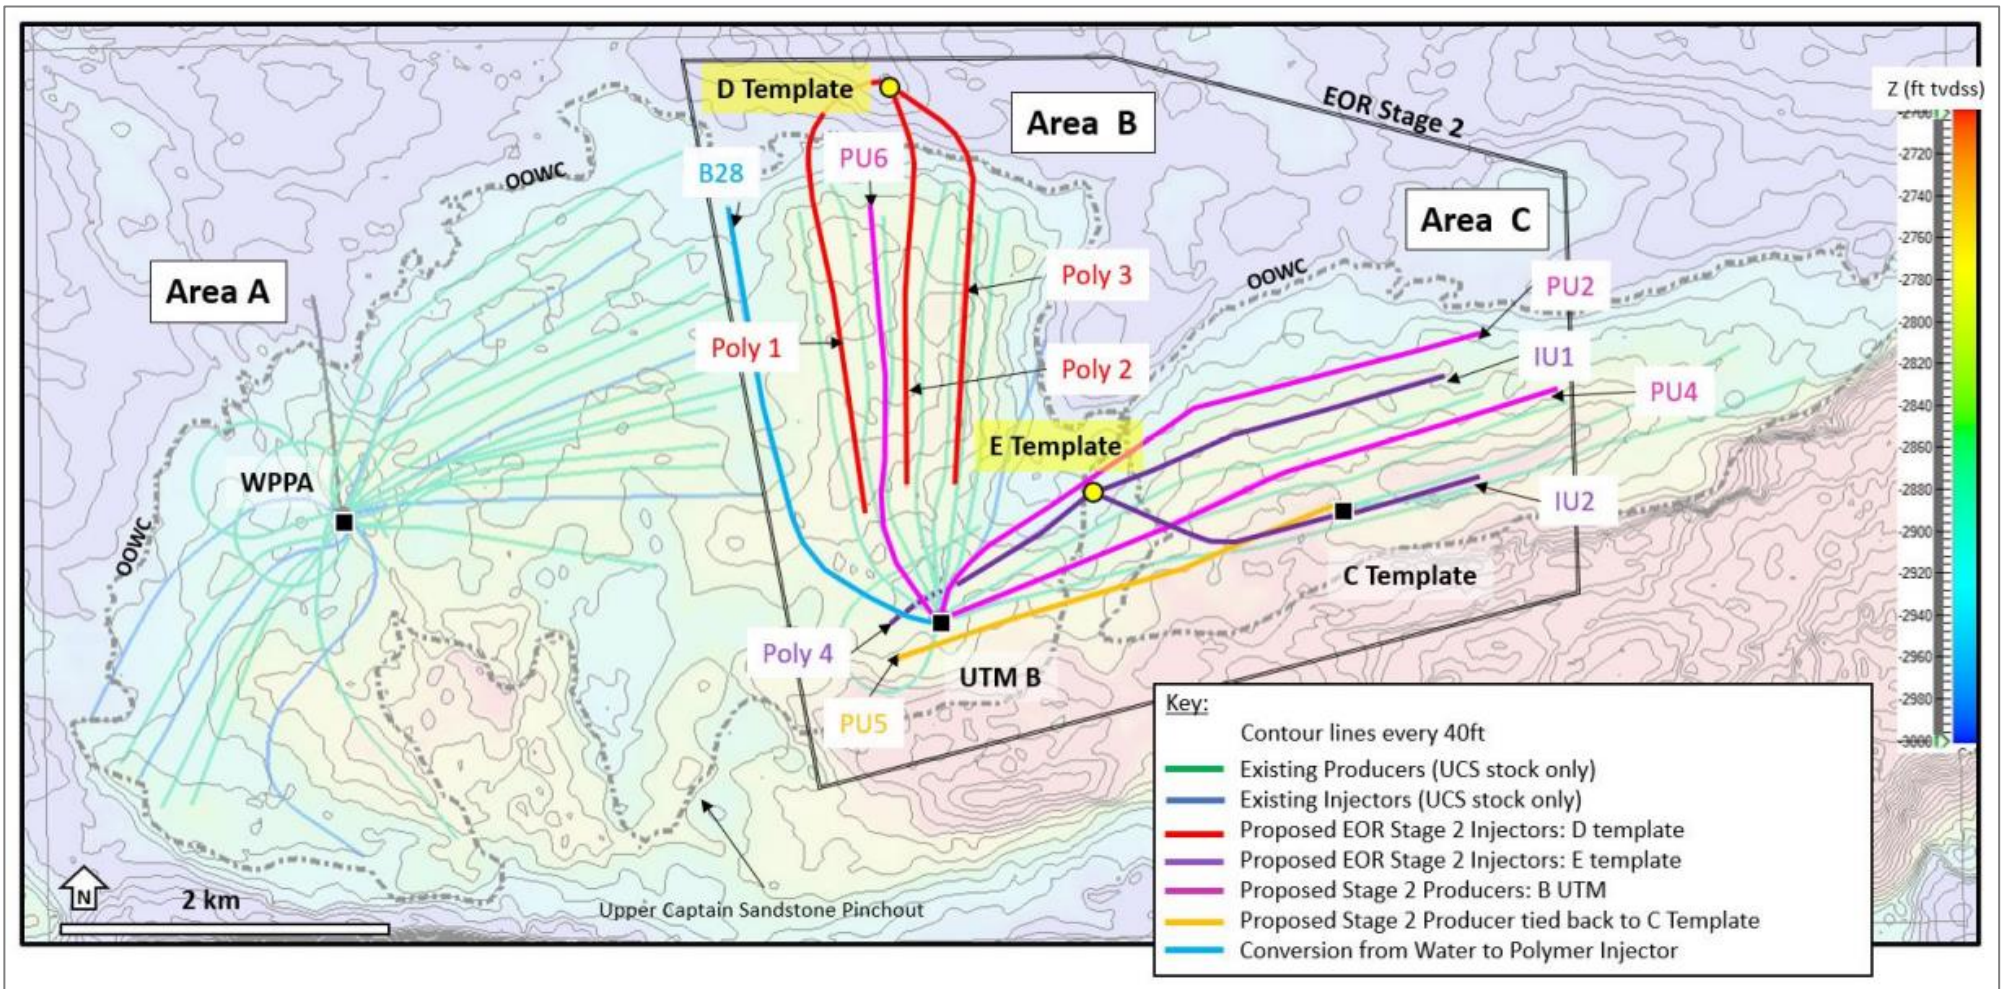 D Template
Area B
EOR Stage 2
Z (ft tvdss)
-2700
-2720
-2740
-2760
-2780
-2800
-2820
-2840
-2860
-2880
-2900
-2920
-2940
-2960
-2980
-3000
OOWC
B28
PU6
Area C
Area A
Poly 3
OOWC
PU2
Poly 1
Poly 2
IU1
PU4
E Template
WPPA
IU2
OOWC
C Template
Poly 4
UTM B
PU5
N
2 km
Upper Captain Sandstone Pinchout
Key:
Contour lines every 40ft
Existing Producers (UCS stock only)
Existing Injectors (UCS stock only)
Proposed EOR Stage 2 Injectors: D template
Proposed EOR Stage 2 Injectors: E template
Proposed Stage 2 Producers: B UTM
Proposed Stage 2 Producer tied back to C Template
Conversion from Water to Polymer Injector